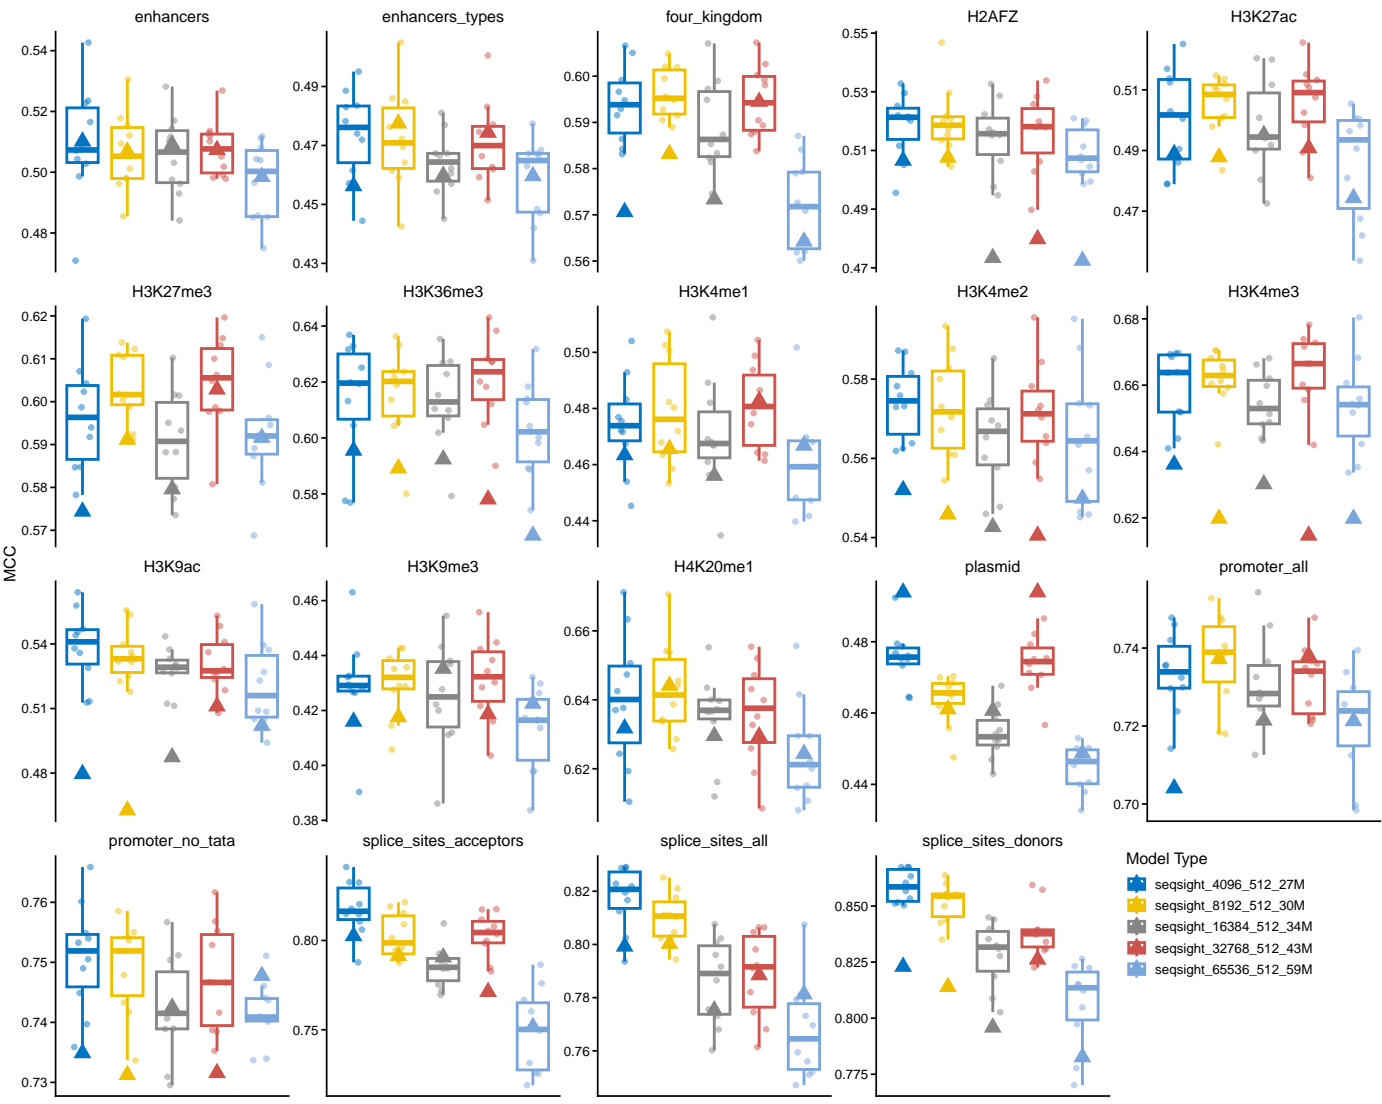 enhancers
enhancers_types
four_kingdom
H2AFZ
H3K27ac
0.54
0.52
0.50
0.48
0.49
0.47
0.45
0.43
0.60
0.59
0.58
0.57
0.56
0.55
0.53
0.51
0.49
0.47
0.51
0.49
0.47
H3K27me3
H3K36me3
H3K4me1
H3K4me2
H3K4me3
0.62
0.61
0.60
0.59
0.58
0.57
0.64
0.62
0.60
0.58
0.50
0.48
0.46
0.44
0.58
0.56
0.54
0.68
0.66
0.64
0.62
MCC
H3K9ac
H3K9me3
H4K20me1
plasmid
promoter_all
0.54
0.51
0.48
0.46
0.44
0.42
0.40
0.38
0.66
0.64
0.62
0.48
0.46
0.44
0.74
0.72
0.70
promoter_no_tata
splice_sites_acceptors
splice_sites_all
splice_sites_donors
0.76
0.75
0.74
0.73
0.80
0.75
0.82
0.80
0.78
0.76
0.850
0.825
0.800
0.775
Model Type
seqsight_4096_512_27M
seqsight_8192_512_30M
seqsight_16384_512_34M
seqsight_32768_512_43M
seqsight_65536_512_59M